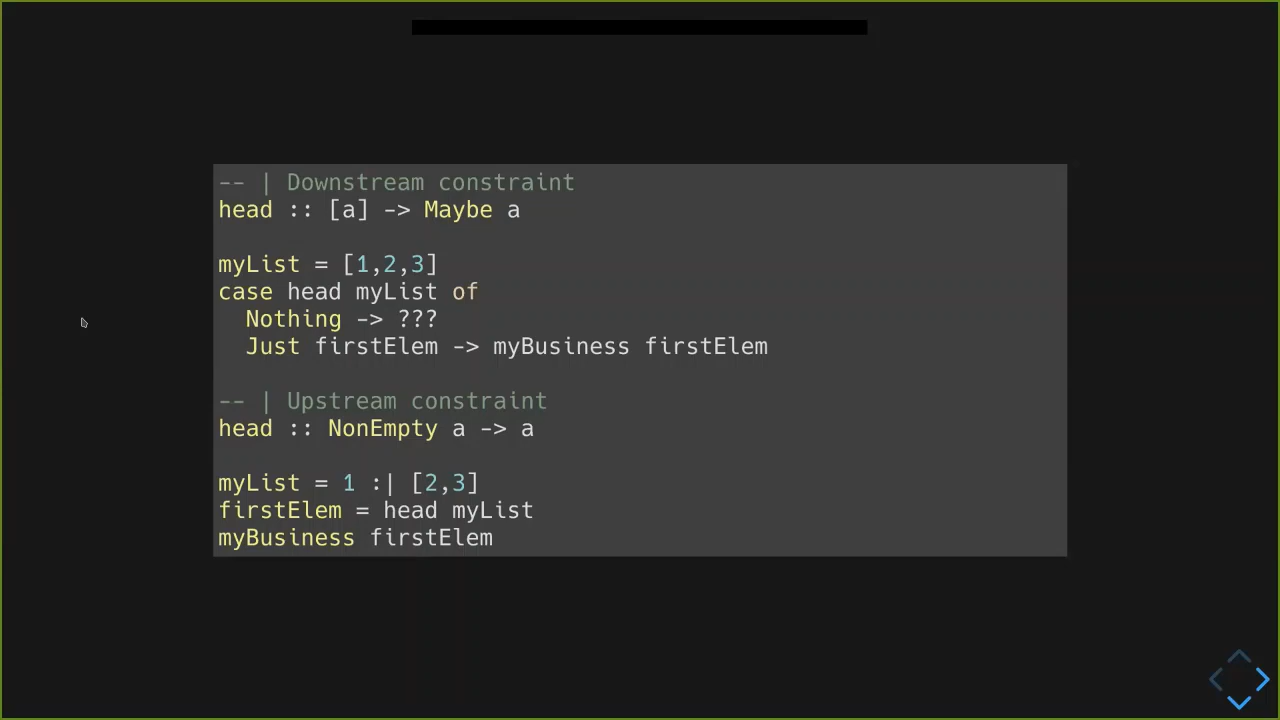 -- | Downstream constraint
head :: [a] -> Maybe a
myList = [1,2,3]
case head myList of
  Nothing -> ???
  Just firstElem -> myBusiness firstElem
-- | Upstream constraint
head :: NonEmpty a -> a
myList = 1 :| [2,3]
firstElem = head myList
myBusiness firstElem